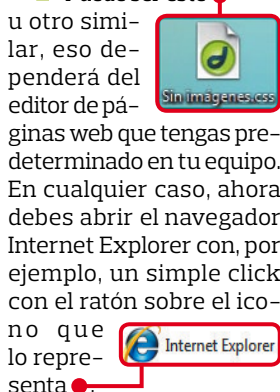 u otro simi-
lar, eso de-
penderá del
editor de pá-
Sin imágenes.css
ginas web que tengas pre-
determinado en tu equipo.
En cualquier caso, ahora
debes abrir el navegador
Internet Explorer con, por
ejemplo, un simple click
con el ratón sobre el ico-
no que
lo repre-
senta
Internet Explorer